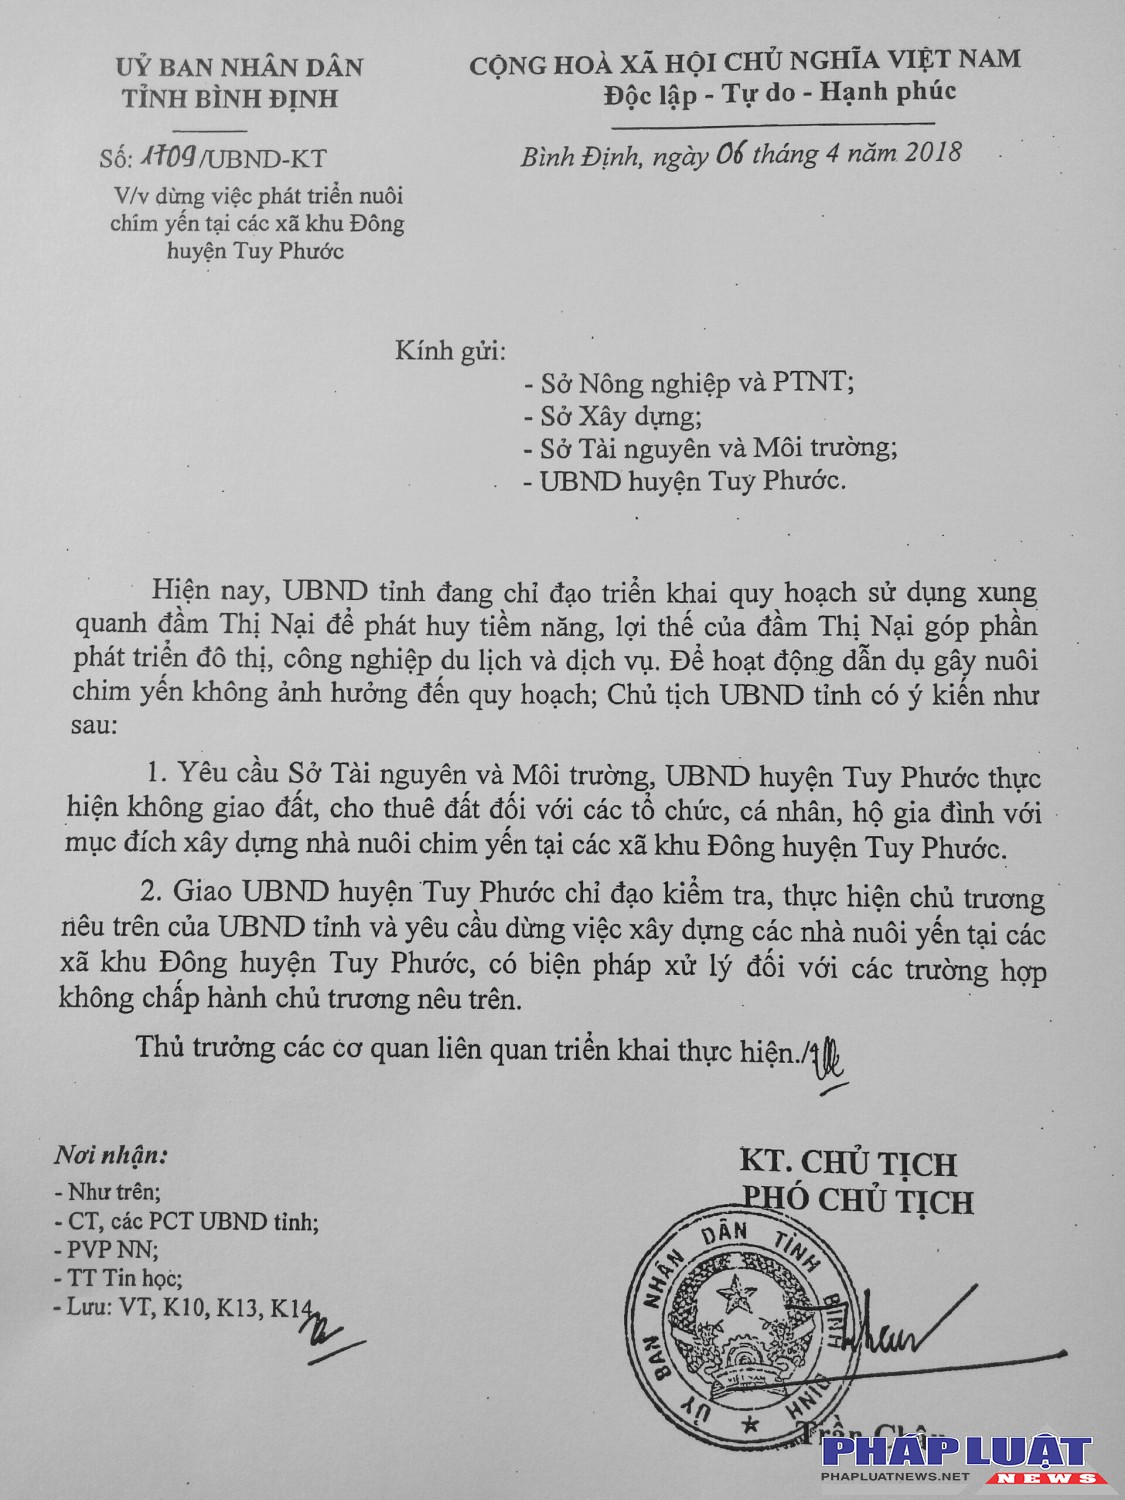 UỶ BAN NHÂN DÂN
TỈNH BÌNH ĐỊNH
CỘNG HOÀ XÃ HỘI CHỦ NGHĨA VIỆT NAM
Độc lập - Tự do - Hạnh phúc
Số: 1709/UBND-KT
Bình Định, ngày 06 tháng 4 năm 2018
V/v dừng việc phát triển nuôi
chim yến tại các xã khu Đông
huyện Tuy Phước
Kính gửi:
- Sở Nông nghiệp và PTNT;
- Sở Xây dựng;
- Sở Tài nguyên và Môi trường;
- UBND huyện Tuy Phước.
Hiện nay, UBND tỉnh đang chỉ đạo triển khai quy hoạch sử dụng xung
quanh đầm Thị Nại để phát huy tiềm năng, lợi thế của đầm Thị Nại góp phần
phát triển đô thị, công nghiệp du lịch và dịch vụ. Để hoạt động dẫn dụ gây nuôi
chim yến không ảnh hưởng đến quy hoạch; Chủ tịch UBND tỉnh có ý kiến như
sau:
1. Yêu cầu Sở Tài nguyên và Môi trường, UBND huyện Tuy Phước thực
hiện không giao đất, cho thuê đất đối với các tổ chức, cá nhân, hộ gia đình với
mục đích xây dựng nhà nuôi chim yến tại các xã khu Đông huyện Tuy Phước.
2. Giao UBND huyện Tuy Phước chỉ đạo kiểm tra, thực hiện chủ trương
nêu trên của UBND tỉnh và yêu cầu dừng việc xây dựng các nhà nuôi yến tại các
xã khu Đông huyện Tuy Phước, có biện pháp xử lý đối với các trường hợp
không chấp hành chủ trương nêu trên.
Thủ trưởng các cơ quan liên quan triển khai thực hiện./
Nơi nhận:
- Như trên;
- CT, các PCT UBND tỉnh;
- PVP NN;
- TT Tin học;
- Lưu: VT, K10, K13, K14
KT. CHỦ TỊCH
PHÓ CHỦ TỊCH
ỦY BAN NHÂN DÂN TỈNH BÌNH ĐỊNH
Trần Châu
PHÁP LUẬT
PHAPLUATNEWS.NET
NEWS